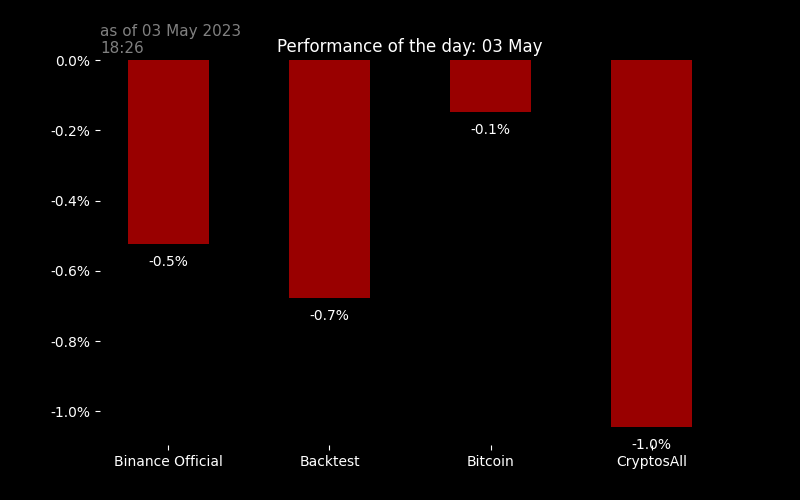 as of 03 May 2023
18:26
Performance of the day: 03 May
0.0%
-0.2%
-0.4%
-0.6%
-0.8%
-1.0%
-0.5%
-0.7%
-0.1%
-1.0%
Binance Official
Backtest
Bitcoin
CryptosAll